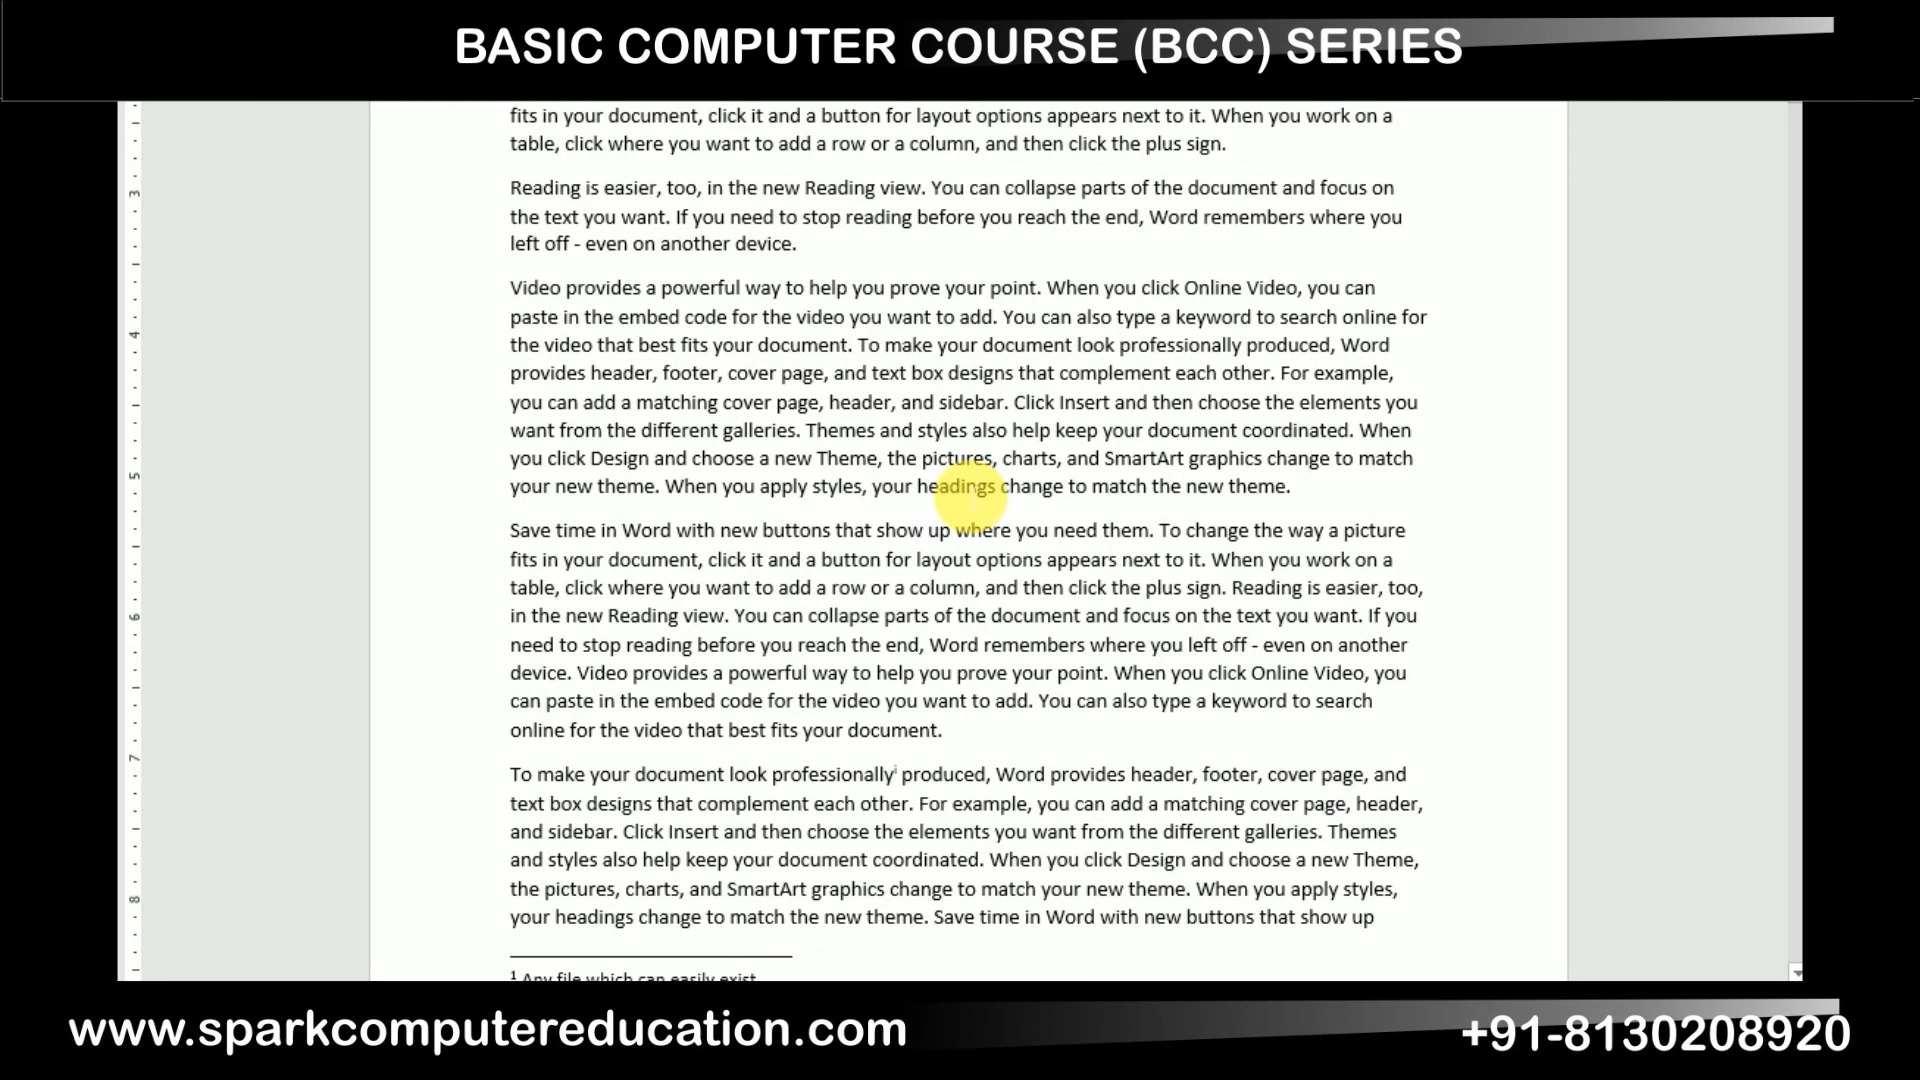 BASIC COMPUTER COURSE (BCC) SERIES
fits in your document, click it and a button for layout options appears next to it. When you work on a
table, click where you want to add a row or a column, and then click the plus sign.
Reading is easier, too, in the new Reading view. You can collapse parts of the document and focus on
the text you want. If you need to stop reading before you reach the end, Word remembers where you
left off - even on another device.
Video provides a powerful way to help you prove your point. When you click Online Video, you can
paste in the embed code for the video you want to add. You can also type a keyword to search online for
the video that best fits your document. To make your document look professionally produced, Word
provides header, footer, cover page, and text box designs that complement each other. For example,
you can add a matching cover page, header, and sidebar. Click Insert and then choose the elements you
want from the different galleries. Themes and styles also help keep your document coordinated. When
you click Design and choose a new Theme, the pictures, charts, and SmartArt graphics change to match
your new theme. When you apply styles, your headings change to match the new theme.
Save time in Word with new buttons that show up where you need them. To change the way a picture
fits in your document, click it and a button for layout options appears next to it. When you work on a
table, click where you want to add a row or a column, and then click the plus sign. Reading is easier, too,
in the new Reading view. You can collapse parts of the document and focus on the text you want. If you
need to stop reading before you reach the end, Word remembers where you left off - even on another
device. Video provides a powerful way to help you prove your point. When you click Online Video, you
can paste in the embed code for the video you want to add. You can also type a keyword to search
online for the video that best fits your document.
To make your document look professionallyⁱ produced, Word provides header, footer, cover page, and
text box designs that complement each other. For example, you can add a matching cover page, header,
and sidebar. Click Insert and then choose the elements you want from the different galleries. Themes
and styles also help keep your document coordinated. When you click Design and choose a new Theme,
the pictures, charts, and SmartArt graphics change to match your new theme. When you apply styles,
your headings change to match the new theme. Save time in Word with new buttons that show up
¹ Any file which can easily exist
3
4
5
6
7
8
www.sparkcomputereducation.com
+91-8130208920